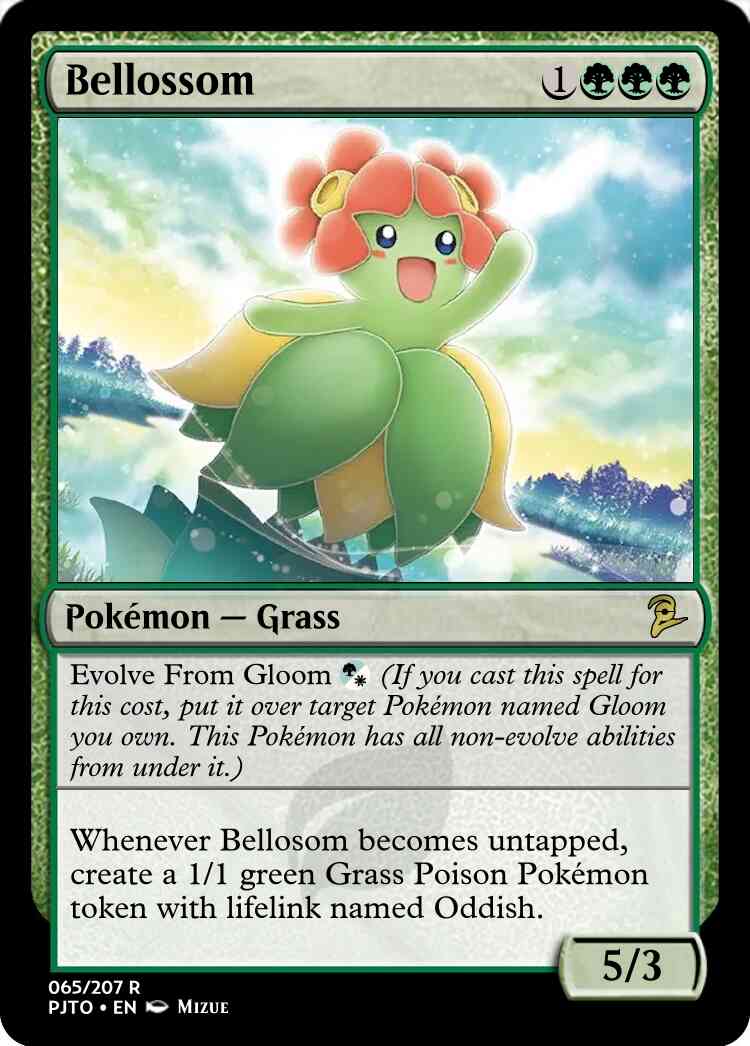 Bellossom 1
Pokémon — Grass
Evolve From Gloom (If you cast this spell for
this cost, put it over target Pokémon named Gloom
you own. This Pokémon has all non-evolve abilities
from under it.)
Whenever Bellosom becomes untapped,
create a 1/1 green Grass Poison Pokémon
token with lifelink named Oddish.
5/3
065/207 R
PJTO • EN Mizue